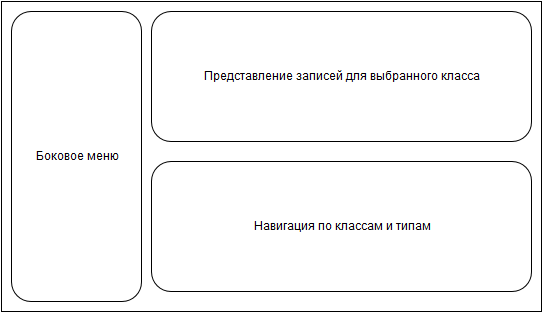 Представление записей для выбранного класса
Боковое меню
Навигация по классам и типам